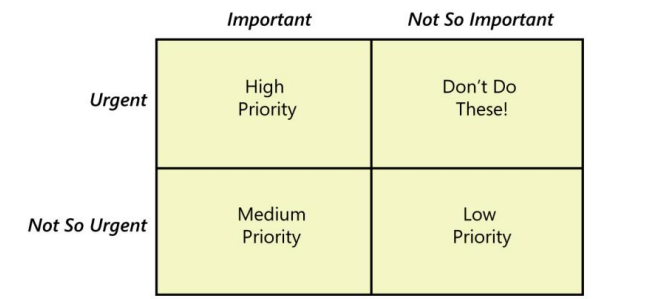 Important
Not So Important
Urgent
High
Priority
Don't Do
These!
Not So Urgent
Medium
Priority
Low
Priority